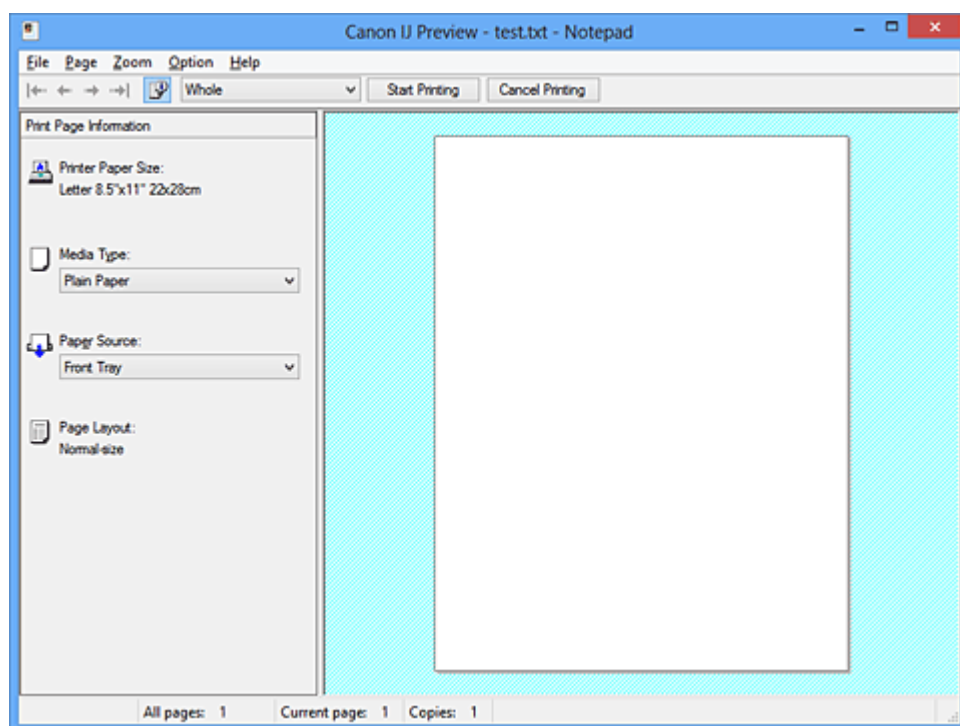 Canon IJ Preview - test.txt - Notepad
File Page Zoom Option Help
Whole Start Printing Cancel Printing
Print Page Information
Printer Paper Size:
Letter 8.5"x11" 22x28cm
Media Type:
Plain Paper
Paper Source:
Front Tray
Page Layout:
Normal-size
All pages: 1 Current page: 1 Copies: 1